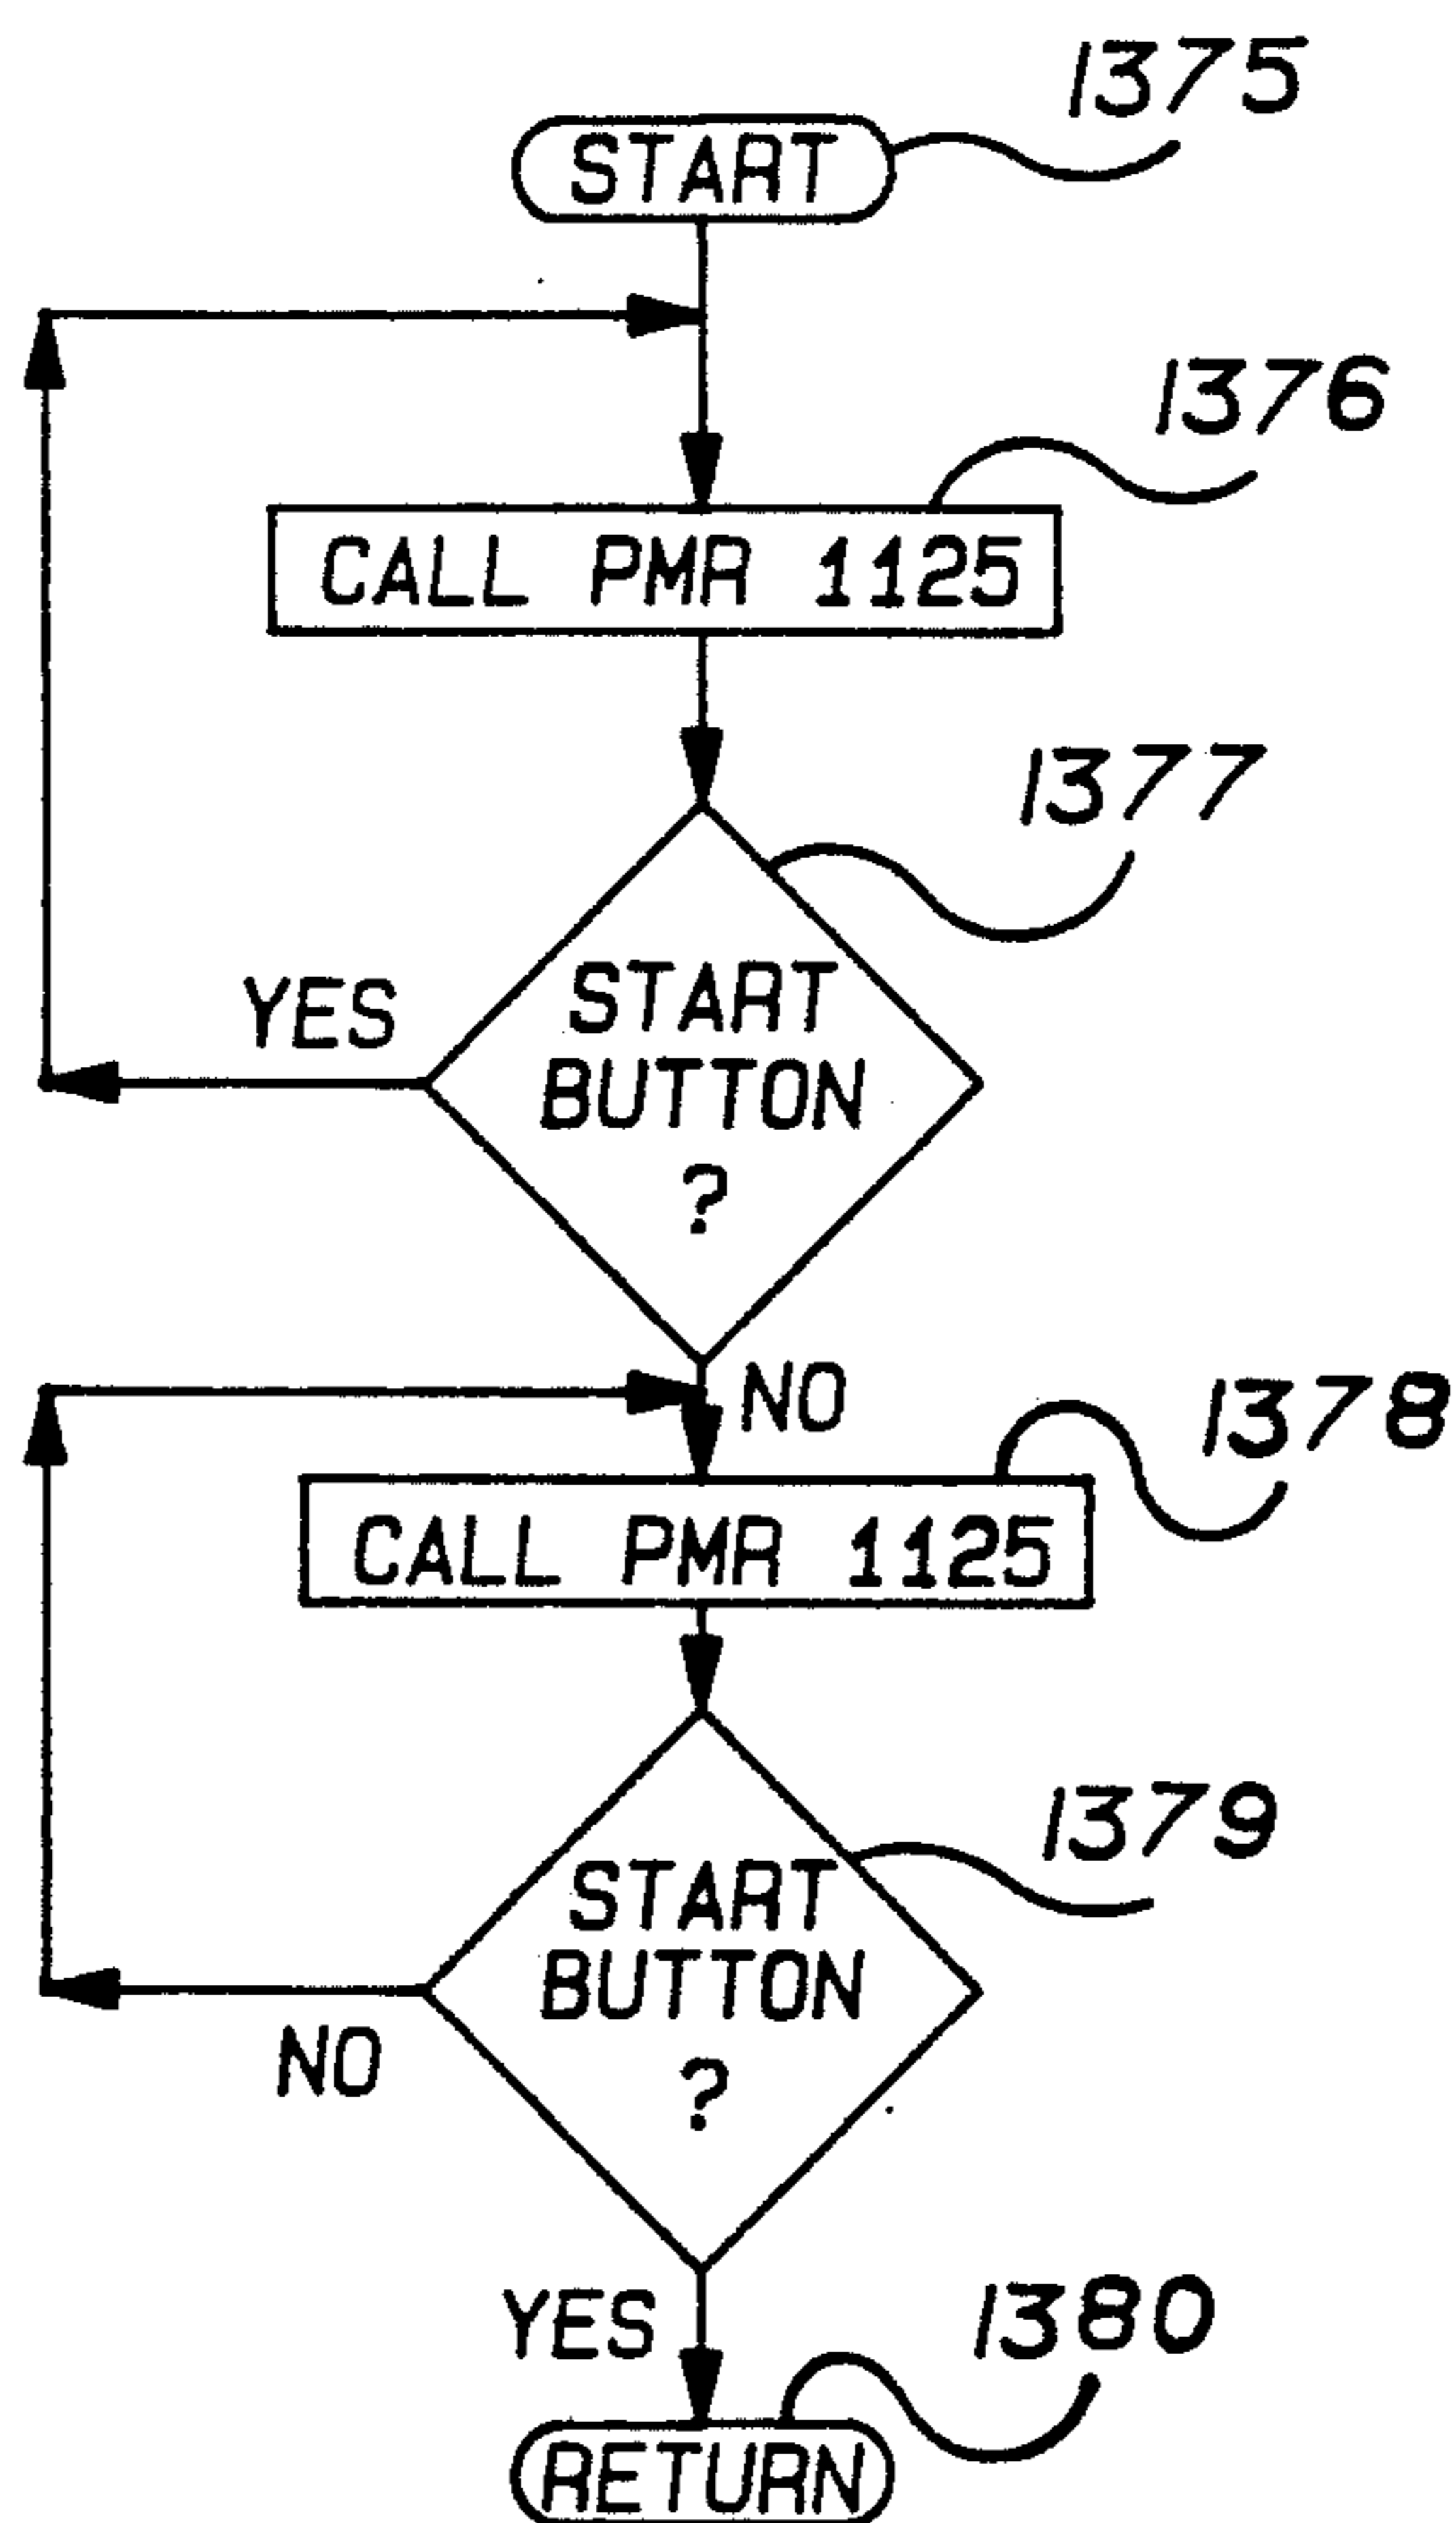 1375
START
1376
CALL PMR 1125
1377
START
BUTTON
?
YES
NO
1378
CALL PMR 1125
1379
START
BUTTON
?
NO
YES
1380
RETURN